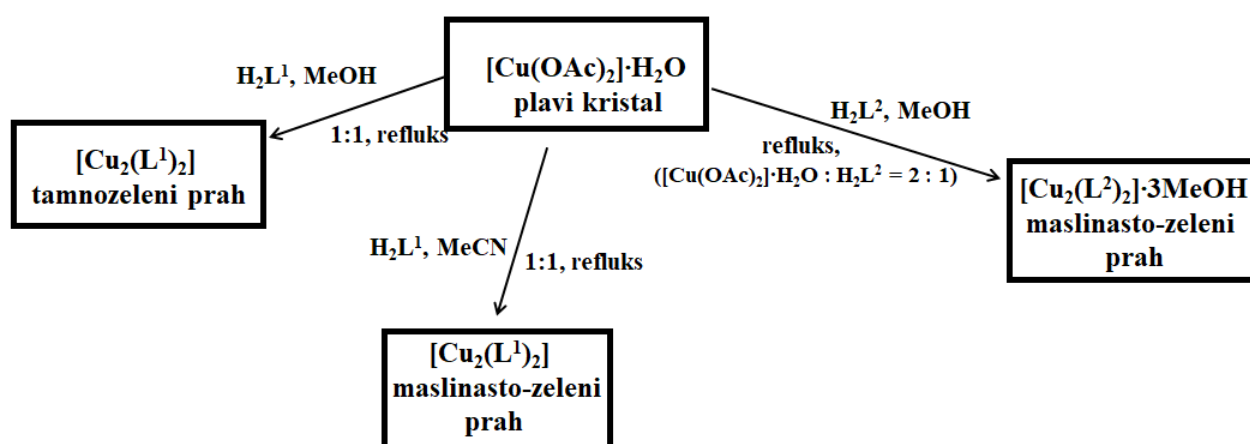 [Cu(OAc)₂]·H₂O
plavi kristal
H₂L¹, MeOH
1:1, refluks
[Cu₂(L¹)₂]
tamnozeleni prah
H₂L¹, MeCN
1:1, refluks
[Cu₂(L¹)₂]
maslinasto-zeleni
prah
H₂L², MeOH
refluks,
([Cu(OAc)₂]·H₂O : H₂L² = 2 : 1)
[Cu₂(L²)₂]·3MeOH
maslinasto-zeleni
prah